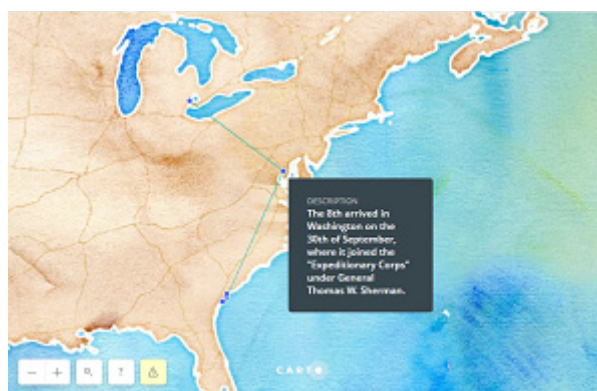 DESCRIPTION
The 8th arrived in
Washington on the
30th of September,
where it joined the
"Expeditionary Corps"
under General
Thomas W. Sherman.
− + ?
CARTO